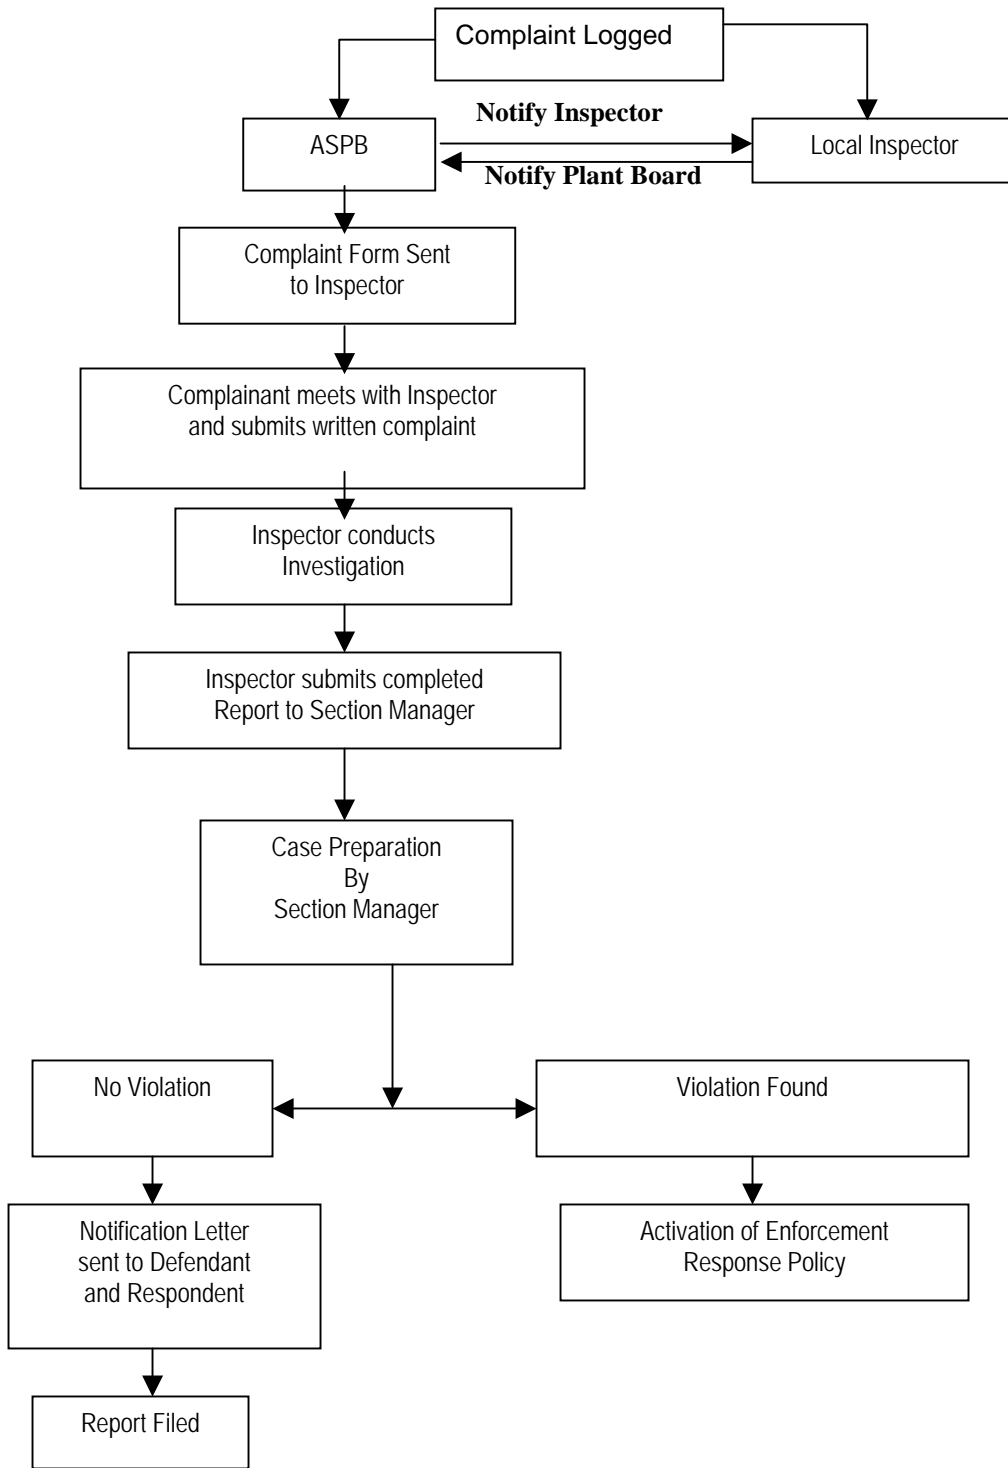 Complaint Logged
Notify Inspector
ASPB
Local Inspector
Notify Plant Board
Complaint Form Sent
to Inspector
Complainant meets with Inspector
and submits written complaint
Inspector conducts
Investigation
Inspector submits completed
Report to Section Manager
Case Preparation
By
Section Manager
No Violation
Violation Found
Notification Letter
sent to Defendant
and Respondent
Activation of Enforcement
Response Policy
Report Filed